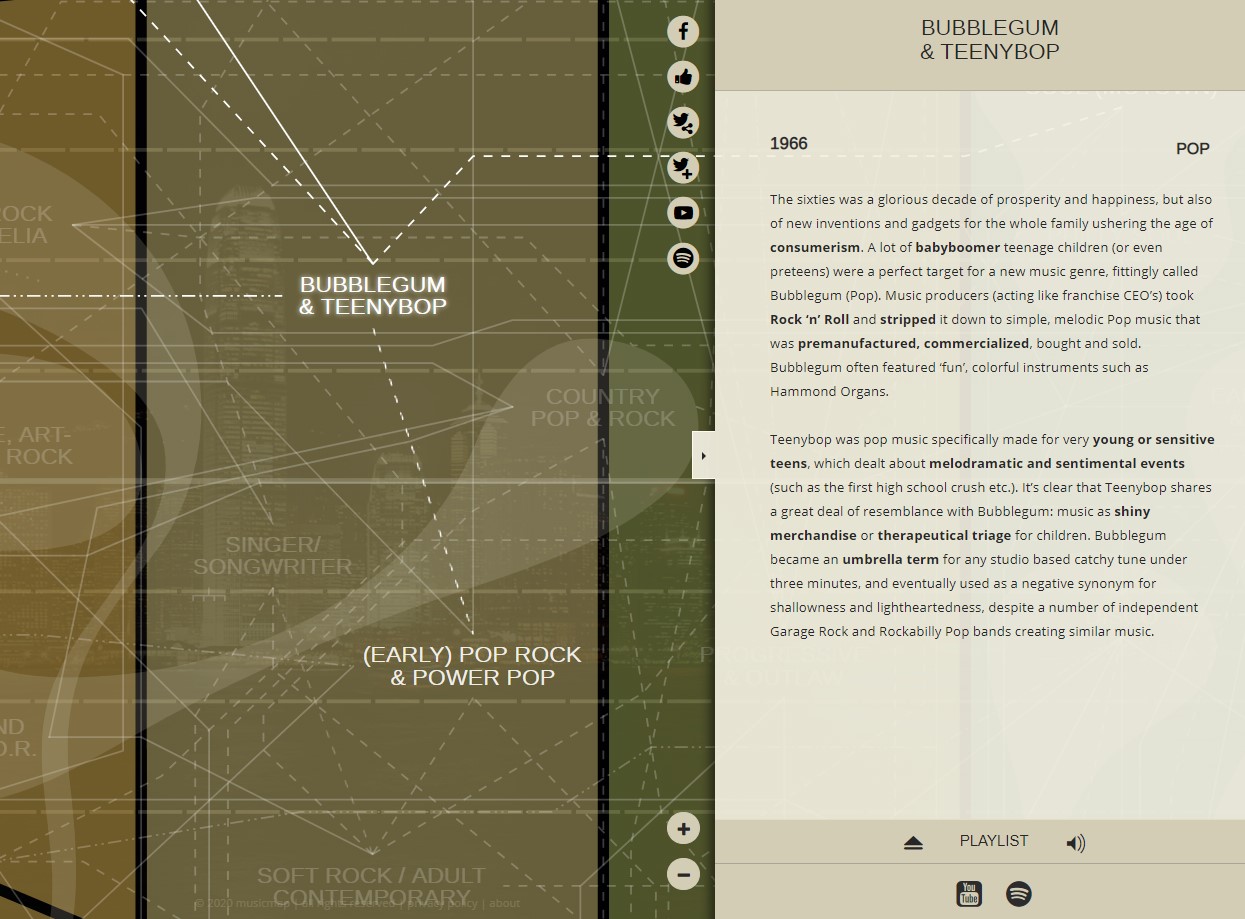 BUBBLEGUM
& TEENYBOP
1966
POP
The sixties was a glorious decade of prosperity and happiness, but also
of new inventions and gadgets for the whole family ushering the age of
consumerism. A lot of babyboomer teenage children (or even
preteens) were a perfect target for a new music genre, fittingly called
Bubblegum (Pop). Music producers (acting like franchise CEO's) took
Rock ‘n’ Roll and stripped it down to simple, melodic Pop music that
was premanufactured, commercialized, bought and sold.
Bubblegum often featured ‘fun’, colorful instruments such as
Hammond Organs.
Teenybop was pop music specifically made for very young or sensitive
teens, which dealt about melodramatic and sentimental events
(such as the first high school crush etc.). It’s clear that Teenybop shares
a great deal of resemblance with Bubblegum: music as shiny
merchandise or therapeutical triage for children. Bubblegum
became an umbrella term for any studio based catchy tune under
three minutes, and eventually used as a negative synonym for
shallowness and lightheartedness, despite a number of independent
Garage Rock and Rockabilly Pop bands creating similar music.
PLAYLIST
You
Tube
OCK
ELIA
BUBBLEGUM
& TEENYBOP
COUNTRY
POP & ROCK
E, ART-
ROCK
SINGER/
SONGWRITER
(EARLY) POP ROCK
& POWER POP
ND
O.R.
SOFT ROCK / ADULT
CONTEMPORARY
© 2020 musicmap | all rights reserved | privacy policy | about